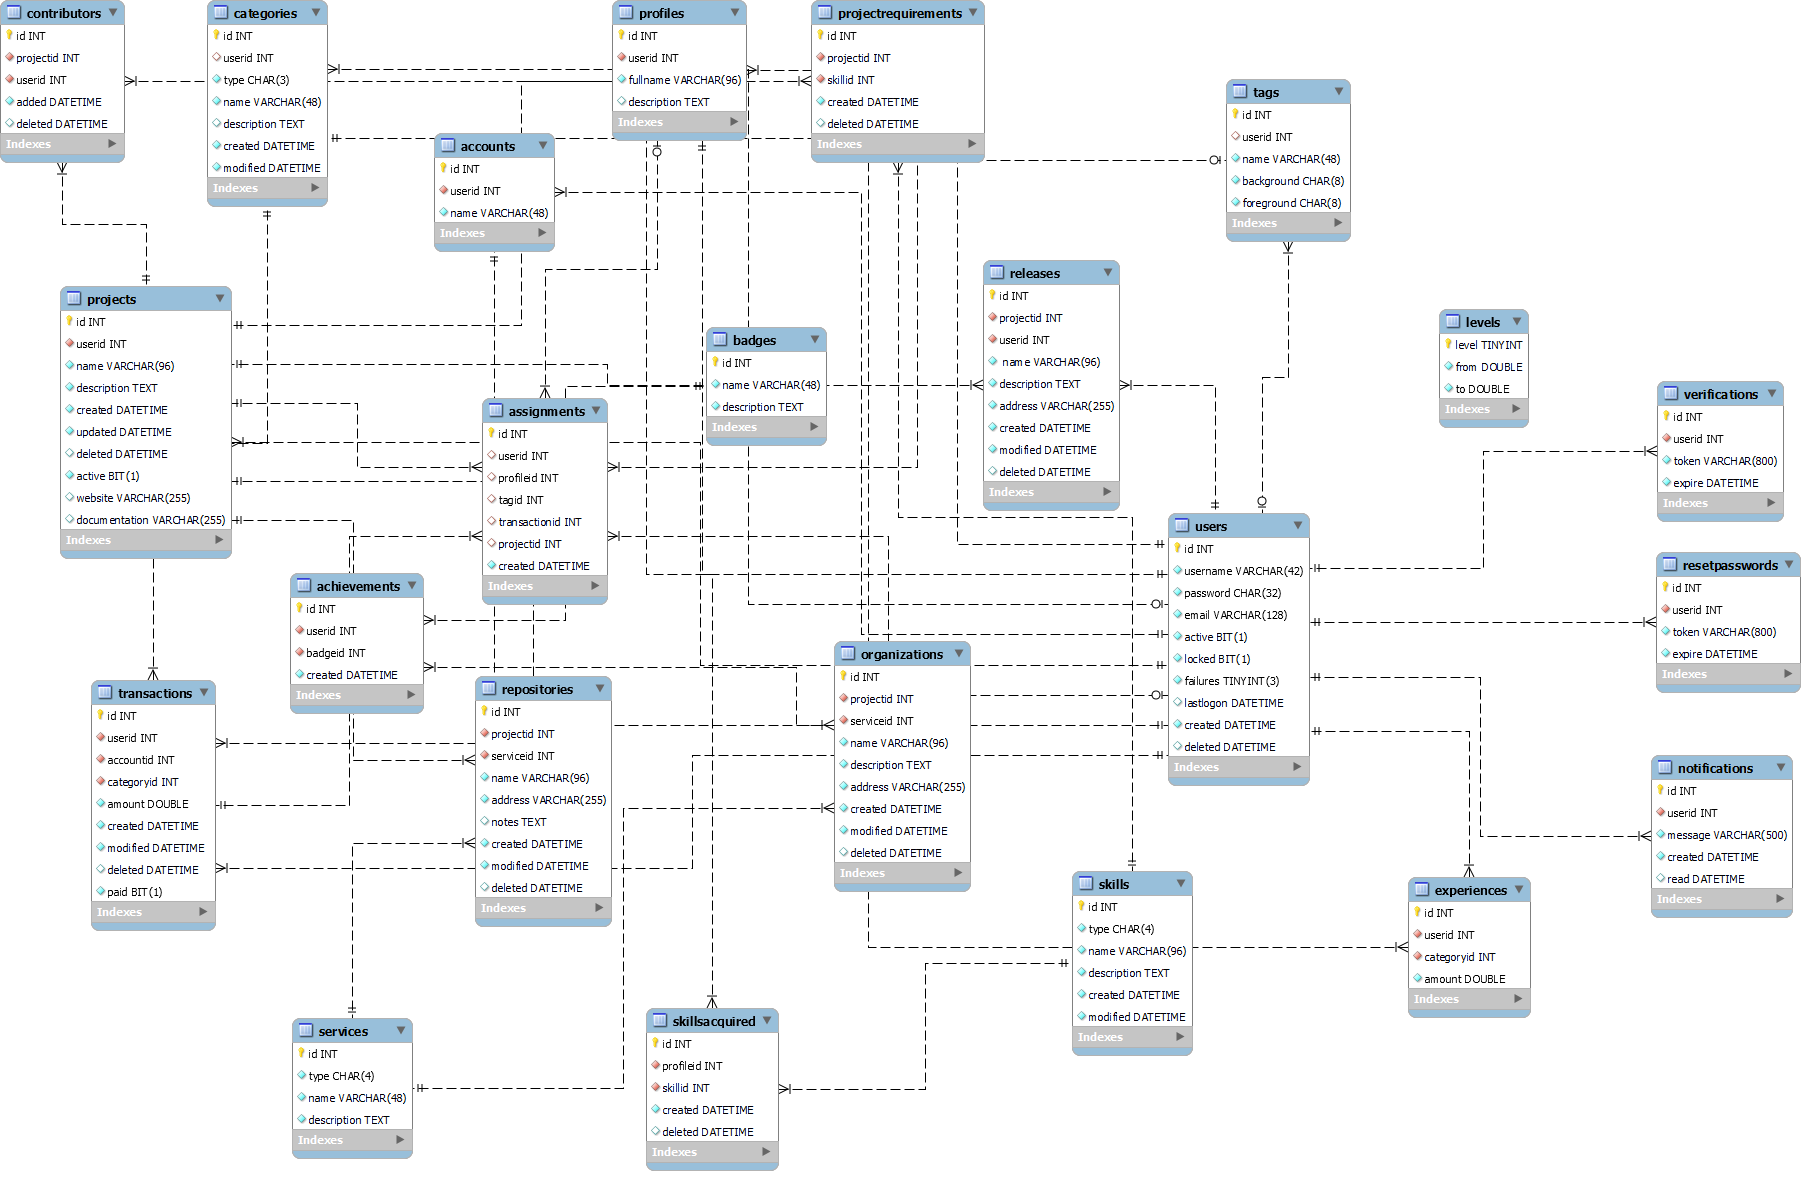 contributors
id INT
projectid INT
userid INT
added DATETIME
deleted DATETIME
Indexes
categories
id INT
userid INT
type CHAR(3)
name VARCHAR(48)
description TEXT
created DATETIME
modified DATETIME
Indexes
profiles
id INT
userid INT
fullname VARCHAR(96)
description TEXT
Indexes
projectrequirements
id INT
projectid INT
skillid INT
created DATETIME
deleted DATETIME
Indexes
tags
id INT
userid INT
name VARCHAR(48)
background CHAR(8)
foreground CHAR(8)
Indexes
accounts
id INT
userid INT
name VARCHAR(48)
Indexes
projects
id INT
userid INT
name VARCHAR(96)
description TEXT
created DATETIME
updated DATETIME
deleted DATETIME
active BIT(1)
website VARCHAR(255)
documentation VARCHAR(255)
Indexes
releases
id INT
projectid INT
userid INT
name VARCHAR(96)
description TEXT
address VARCHAR(255)
created DATETIME
modified DATETIME
deleted DATETIME
Indexes
badges
id INT
name VARCHAR(48)
description TEXT
Indexes
levels
level TINYINT
from DOUBLE
to DOUBLE
Indexes
verifications
id INT
userid INT
token VARCHAR(800)
expire DATETIME
Indexes
assignments
id INT
userid INT
profileid INT
tagid INT
transactionid INT
projectid INT
created DATETIME
Indexes
users
id INT
username VARCHAR(42)
password CHAR(32)
email VARCHAR(128)
active BIT(1)
locked BIT(1)
failures TINYINT(3)
lastlogon DATETIME
created DATETIME
deleted DATETIME
Indexes
resetpasswords
id INT
userid INT
token VARCHAR(800)
expire DATETIME
Indexes
achievements
id INT
userid INT
badgeid INT
created DATETIME
Indexes
organizations
id INT
projectid INT
serviceid INT
name VARCHAR(96)
description TEXT
address VARCHAR(255)
created DATETIME
modified DATETIME
deleted DATETIME
Indexes
transactions
id INT
userid INT
accountid INT
categoryid INT
amount DOUBLE
created DATETIME
modified DATETIME
deleted DATETIME
paid BIT(1)
Indexes
repositories
id INT
projectid INT
serviceid INT
name VARCHAR(96)
address VARCHAR(255)
notes TEXT
created DATETIME
modified DATETIME
deleted DATETIME
Indexes
notifications
id INT
userid INT
message VARCHAR(500)
created DATETIME
read DATETIME
Indexes
skills
id INT
type CHAR(4)
name VARCHAR(96)
description TEXT
created DATETIME
modified DATETIME
Indexes
experiences
id INT
userid INT
categoryid INT
amount DOUBLE
Indexes
services
id INT
type CHAR(4)
name VARCHAR(48)
description TEXT
Indexes
skillsacquired
id INT
profileid INT
skillid INT
created DATETIME
deleted DATETIME
Indexes